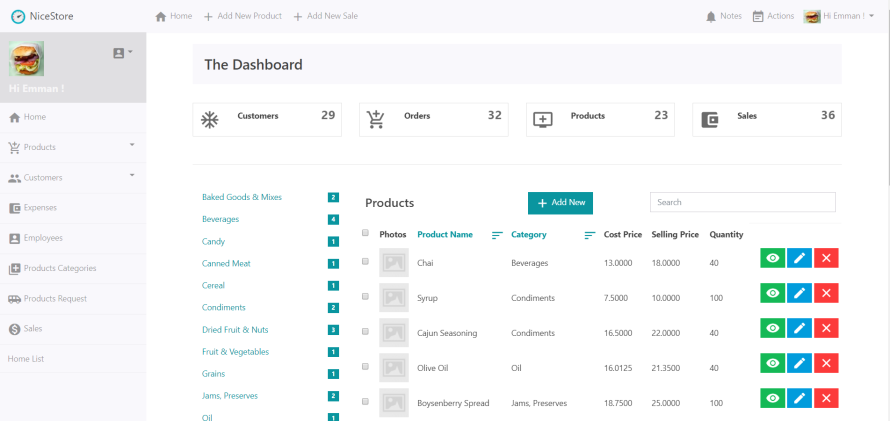 NiceStore
Home Add New Product Add New Sale
Notes Actions Hi Emman !
Hi Emman !
Home
Products
Customers
Expenses
Employees
Products Categories
Products Request
Sales
Home List
The Dashboard
Customers 29
Orders 32
Products 23
Sales 36
Baked Goods & Mixes 2
Beverages 4
Candy 1
Canned Meat 1
Cereal 1
Condiments 2
Dried Fruit & Nuts 3
Fruit & Vegetables 1
Grains 1
Jams, Preserves 2
Oil 1
Products Add New Search
Photos Product Name Category Cost Price Selling Price Quantity
Chai Beverages 13.0000 18.0000 40
Syrup Condiments 7.5000 10.0000 100
Cajun Seasoning Condiments 16.5000 22.0000 40
Olive Oil Oil 16.0125 21.3500 40
Boysenberry Spread Jams, Preserves 18.7500 25.0000 100